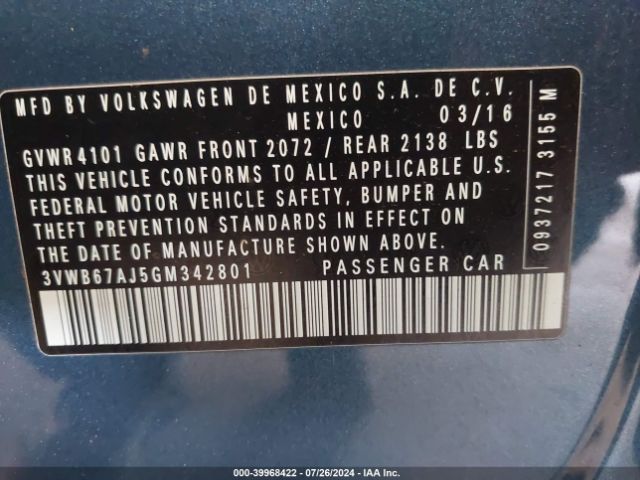 MFD BY VOLKSWAGEN DE MEXICO S.A. DE C.V.
MEXICO 03/16
GVWR 4101 GAWR FRONT 2072 / REAR 2138 LBS
THIS VEHICLE CONFORMS TO ALL APPLICABLE U.S.
FEDERAL MOTOR VEHICLE SAFETY, BUMPER AND
THEFT PREVENTION STANDARDS IN EFFECT ON
THE DATE OF MANUFACTURE SHOWN ABOVE.
3VWB67AJ5GM342801 PASSENGER CAR
0937217 3155 M
000-39968422 / 07/26/2024 / IAA Inc.